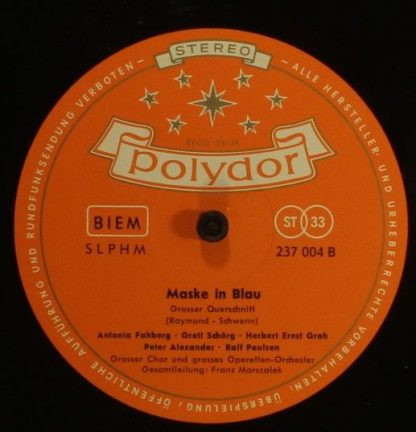 STEREO
Polydor
BIEM
SLPHM
ST 33
237 004 B
Maske in Blau
Grosser Querschnitt
(Raymond - Schwenn)
Antonia Fahberg · Gretl Schörg · Herbert Ernst Groh
Peter Alexander · Ralf Paulsen
Grosser Chor und grosses Operetten-Orchester
Gesamtleitung: Franz Marszalek
– ALLE HERSTELLER- UND URHEBERRECHTE VORBEHALTEN: ÜBERSPIELUNG, ÖFFENTLICHE AUFFÜHRUNG UND RUNDFUNKSENDUNG VERBOTEN –